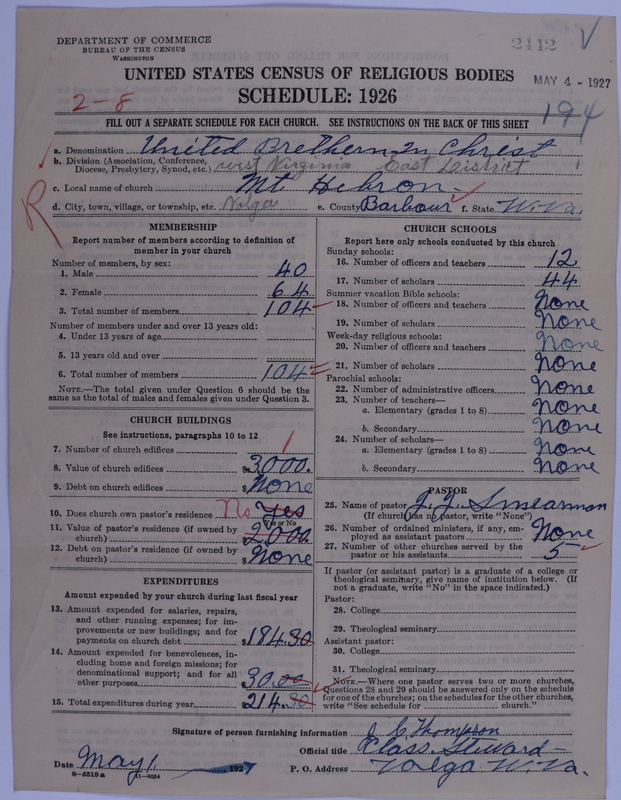 DEPARTMENT OF COMMERCE
BUREAU OF THE CENSUS
WASHINGTON
2442
MAY 4 - 1927
UNITED STATES CENSUS OF RELIGIOUS BODIES
SCHEDULE: 1926
2-8
194
FILL OUT A SEPARATE SCHEDULE FOR EACH CHURCH. SEE INSTRUCTIONS ON THE BACK OF THIS SHEET
a. Denomination United Brethern In Christ
b. Division (Association, Conference, Diocese, Presbytery, Synod, etc.) West Virginia East District
c. Local name of church Mt Hebron
R
d. City, town, village, or township, etc. Volga e. County Barbour f. State W. Va.
MEMBERSHIP
Report number of members according to definition of
member in your church
Number of members, by sex:
1. Male 40
2. Female 64
3. Total number of members 104
Number of members under and over 13 years old:
4. Under 13 years of age
5. 13 years old and over
6. Total number of members 104
NOTE.—The total given under Question 6 should be
same as the total of males and females given under Question 3.
CHURCH BUILDINGS
See instructions, paragraphs 10 to 12
7. Number of church edifices 1
8. Value of church edifices $3000.
9. Debt on church edifices $None
10. Does church own pastor's residence No Yes
Yes or No
11. Value of pastor's residence (if owned by
church) 2000.
12. Debt on pastor's residence (if owned by
church) $None
EXPENDITURES
Amount expended by your church during last fiscal year
13. Amount expended for salaries, repairs,
and other running expenses; for im-
provements or new buildings; and for
payments on church debt $184.30
14. Amount expended for benevolences, in-
cluding home and foreign missions; for
denominational support; and for all
other purposes 30.00
15. Total expenditures during year 214.30
CHURCH SCHOOLS
Report here only schools conducted by this church
Sunday schools:
16. Number of officers and teachers 12
17. Number of scholars 44
Summer vacation Bible schools:
18. Number of officers and teachers None
19. Number of scholars None
Week-day religious schools:
20. Number of officers and teachers None
21. Number of scholars None
Parochial schools:
22. Number of administrative officers None
23. Number of teachers—
a. Elementary (grades 1 to 8) None
b. Secondary None
24. Number of scholars—
a. Elementary (grades 1 to 8) None
b. Secondary None
PASTOR
25. Name of pastor Smearman
(If church has no pastor, write "None")
26. Number of ordained ministers, if any, em-
ployed as assistant pastors None
27. Number of other churches served by the
pastor or his assistants 5
If pastor (or assistant pastor) is a graduate of a college or
theological seminary, give name of institution below. (If
not a graduate, write "No" in the space indicated.)
Pastor:
28. College
29. Theological seminary
Assistant pastor:
30. College
31. Theological seminary
NOTE.—Where one pastor serves two or more churches,
Questions 28 and 29 should be answered only on the schedule
for one of the churches; on the schedules for the other churches,
write "See schedule for church."
Signature of person furnishing information J C Thompson
Official title Class Steward
Date May 1. 1927
P. O. Address Volga W. Va.
8-5515 a 11-9054